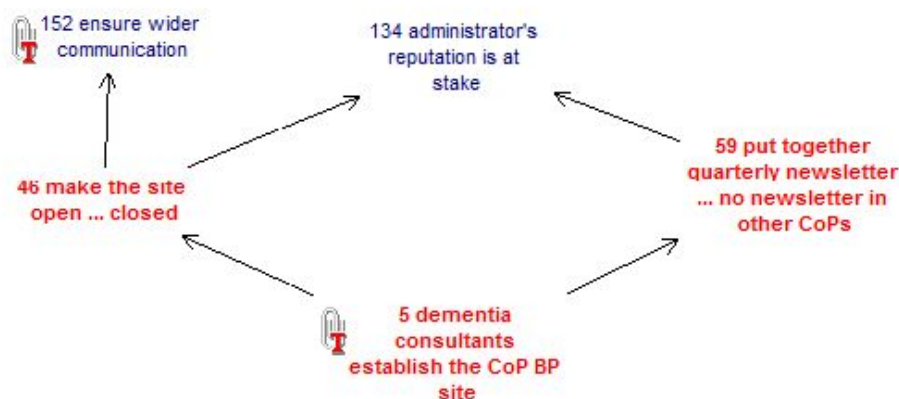 152 ensure wider
communication
134 administrator's
reputation is at
stake
46 make the site
open ... closed
59 put together
quarterly newsletter
... no newsletter in
other CoPs
5 dementia
consultants
establish the CoP BP
site
T
T